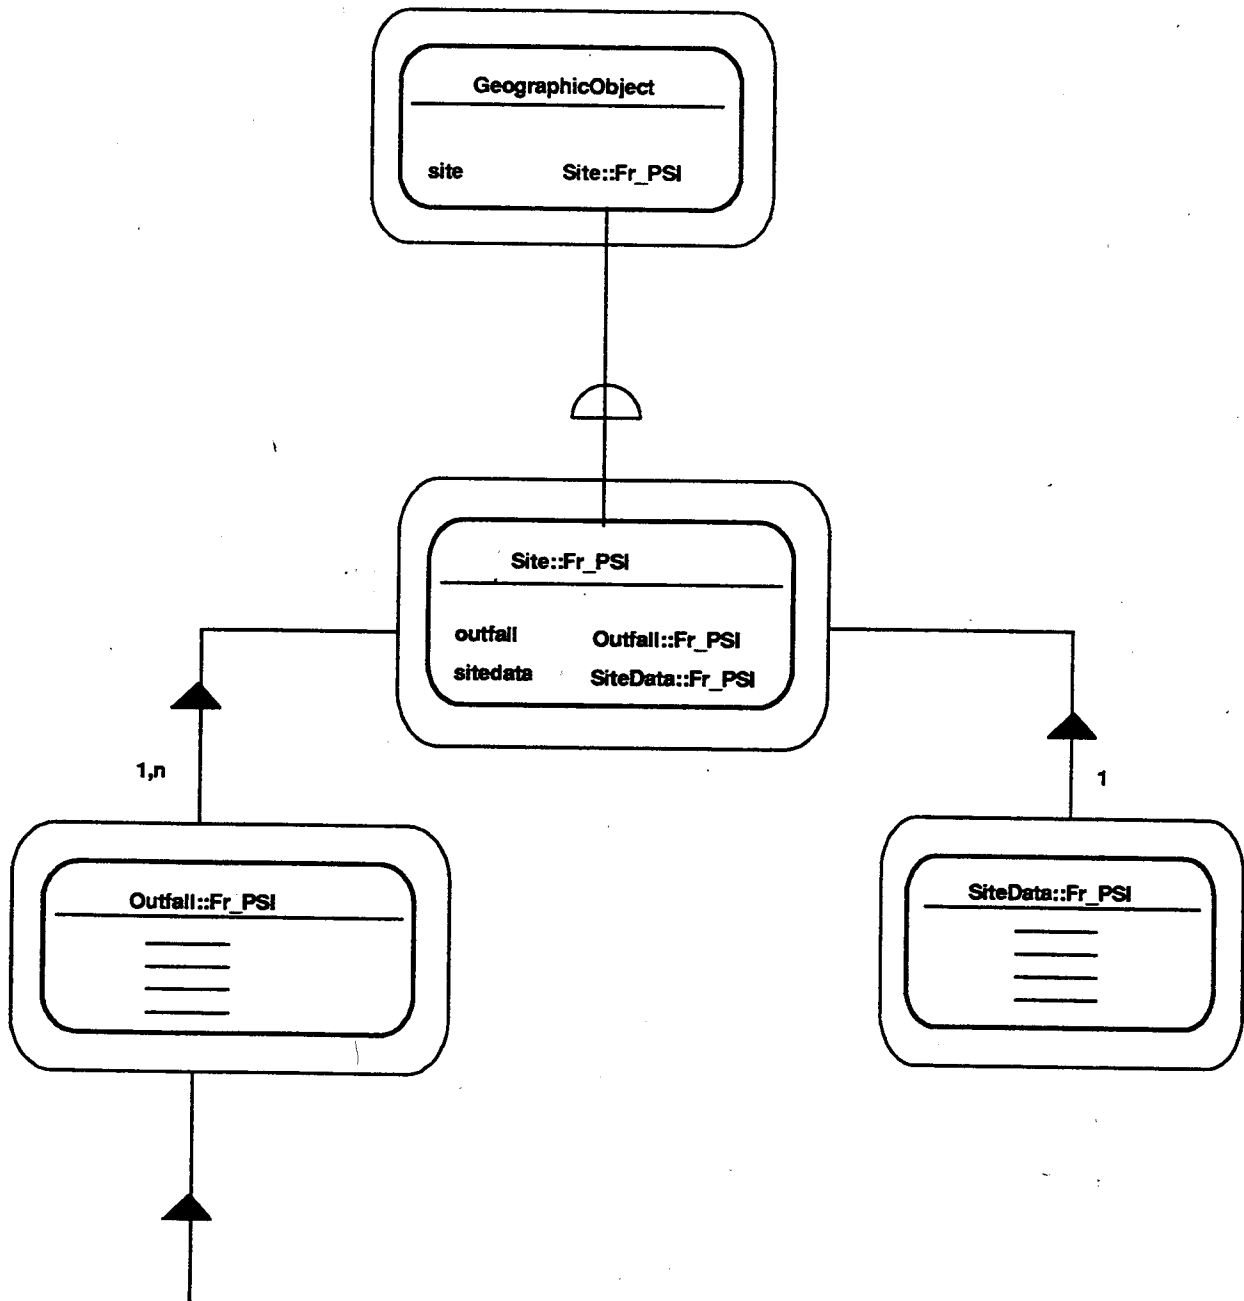 GeographicObject
site Site::Fr_PSI
Site::Fr_PSI
outfall Outfall::Fr_PSI
sitedata SiteData::Fr_PSI
1,n
1
Outfall::Fr_PSI
SiteData::Fr_PSI